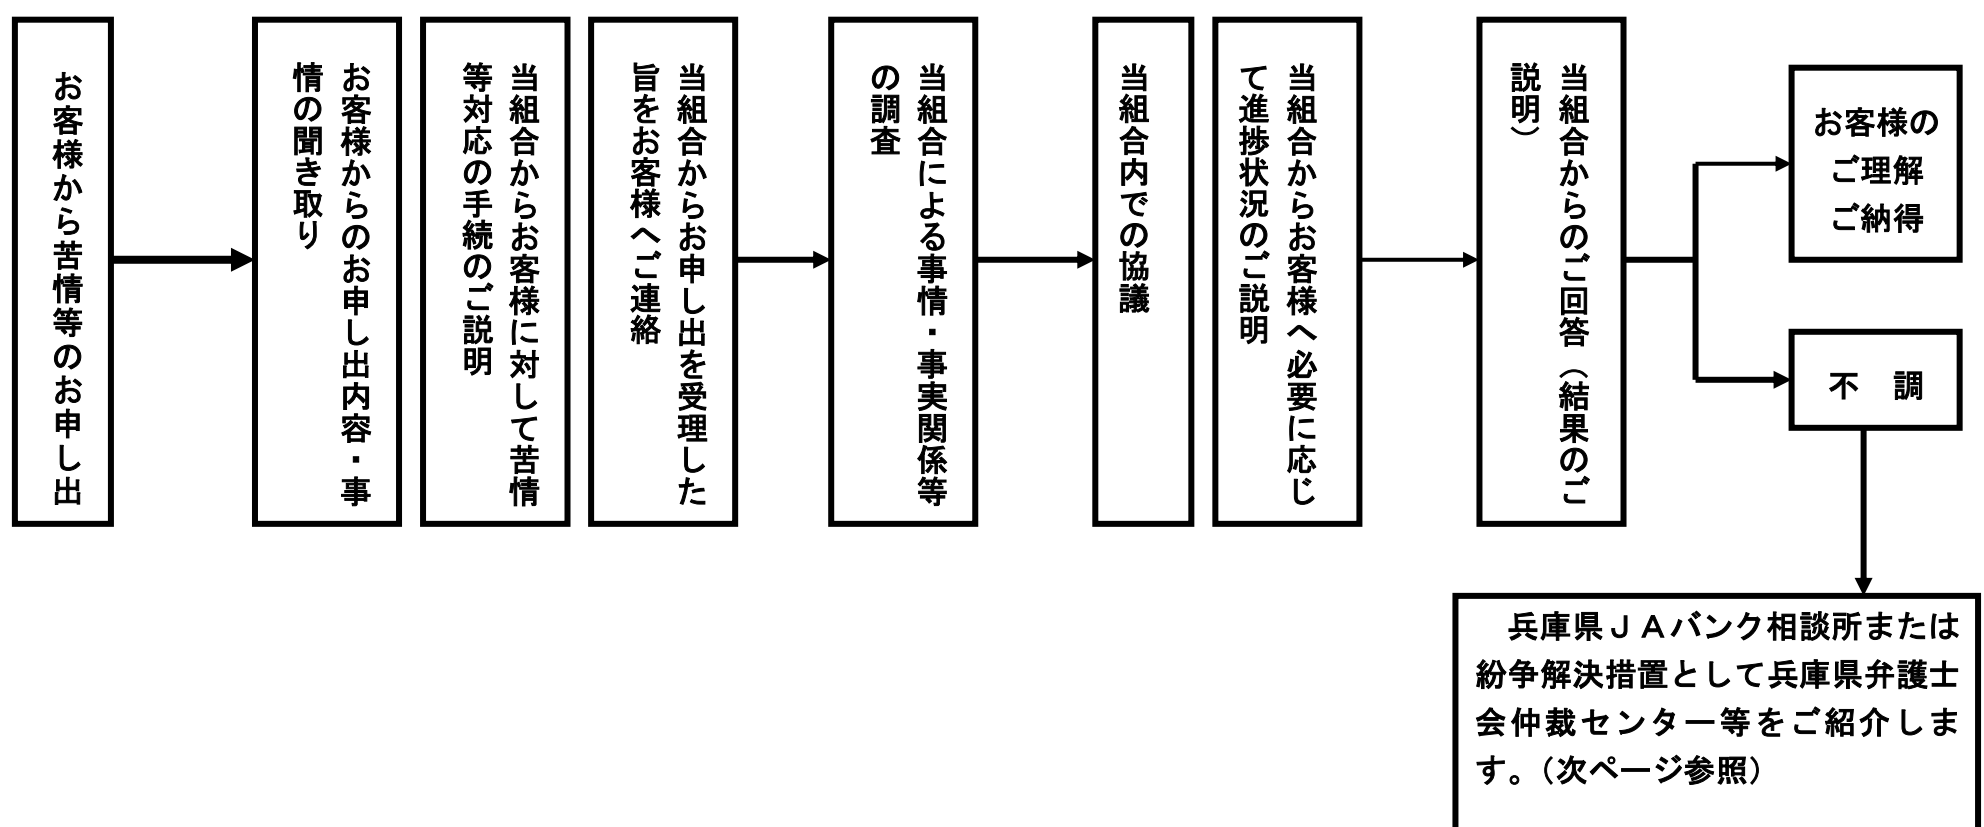 お客様から苦情等のお申し出
お客様からのお申し出内容・事
情の聞き取り
当組合からお客様に対して苦情
等対応の手続のご説明
当組合からお申し出を受理した
旨をお客様へご連絡
当組合による事情・事実関係等
の調査
当組合内での協議
当組合からお客様へ必要に応じ
て進捗状況のご説明
当組合からのご回答（結果のご
説明）
お客様の
ご理解
ご納得
不　調
兵庫県ＪＡバンク相談所または
紛争解決措置として兵庫県弁護士
会仲裁センター等をご紹介しま
す。（次ページ参照）